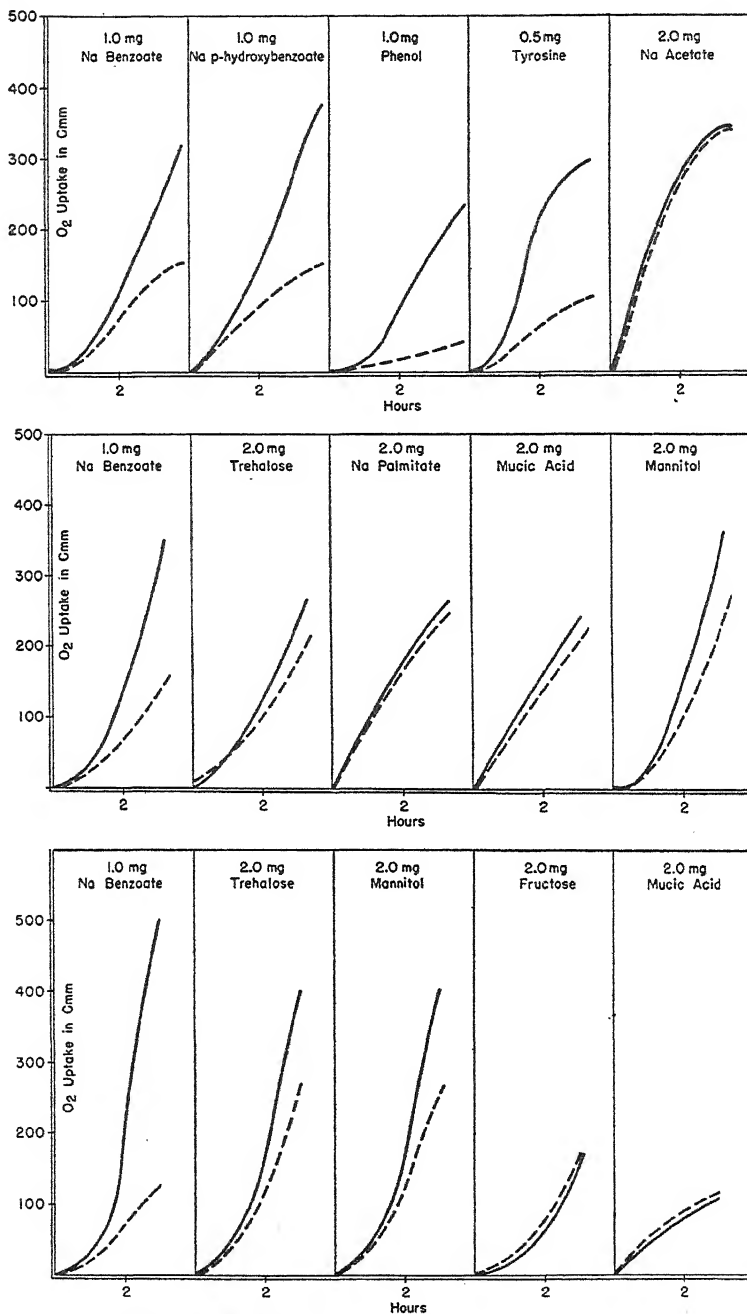 500
400
300
200
100
O2 Uptake in Cmm
1.0 mg
Na Benzoate
1.0 mg
Na p-hydroxybenzoate
1.0 mg
Phenol
0.5 mg
Tyrosine
2.0 mg
Na Acetate
2
2
2
2
2
Hours
500
400
300
200
100
O2 Uptake in Cmm
1.0 mg
Na Benzoate
2.0 mg
Trehalose
2.0 mg
Na Palmitate
2.0 mg
Mucic Acid
2.0 mg
Mannitol
2
2
2
2
2
Hours
500
400
300
200
100
O2 Uptake in Cmm
1.0 mg
Na Benzoate
2.0 mg
Trehalose
2.0 mg
Mannitol
2.0 mg
Fructose
2.0 mg
Mucic Acid
2
2
2
2
2
Hours